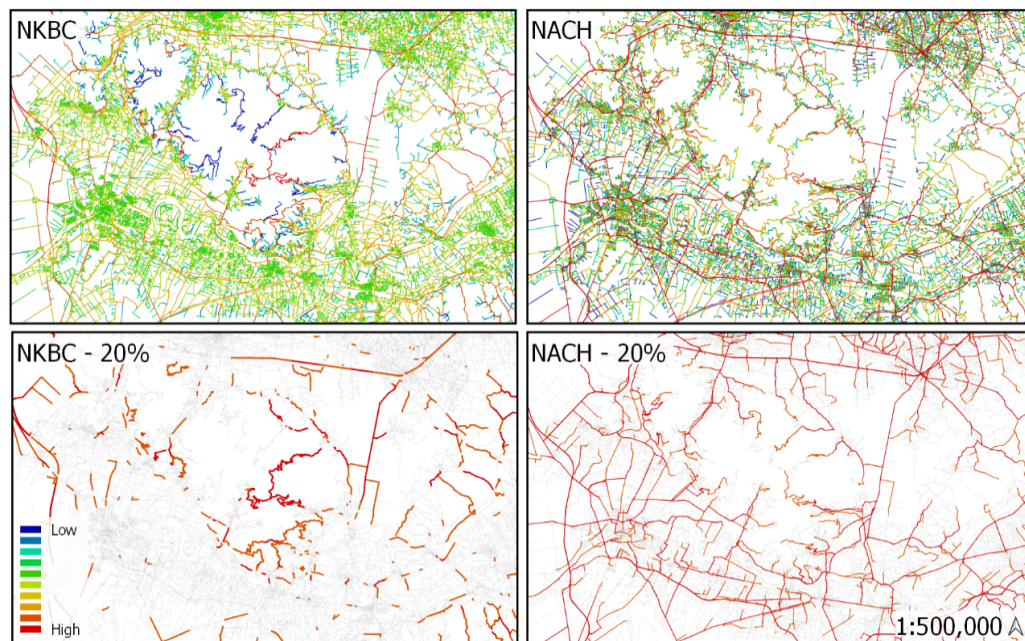 NKBC
NACH
NKBC - 20%
NACH - 20%
Low
High
1:500,000